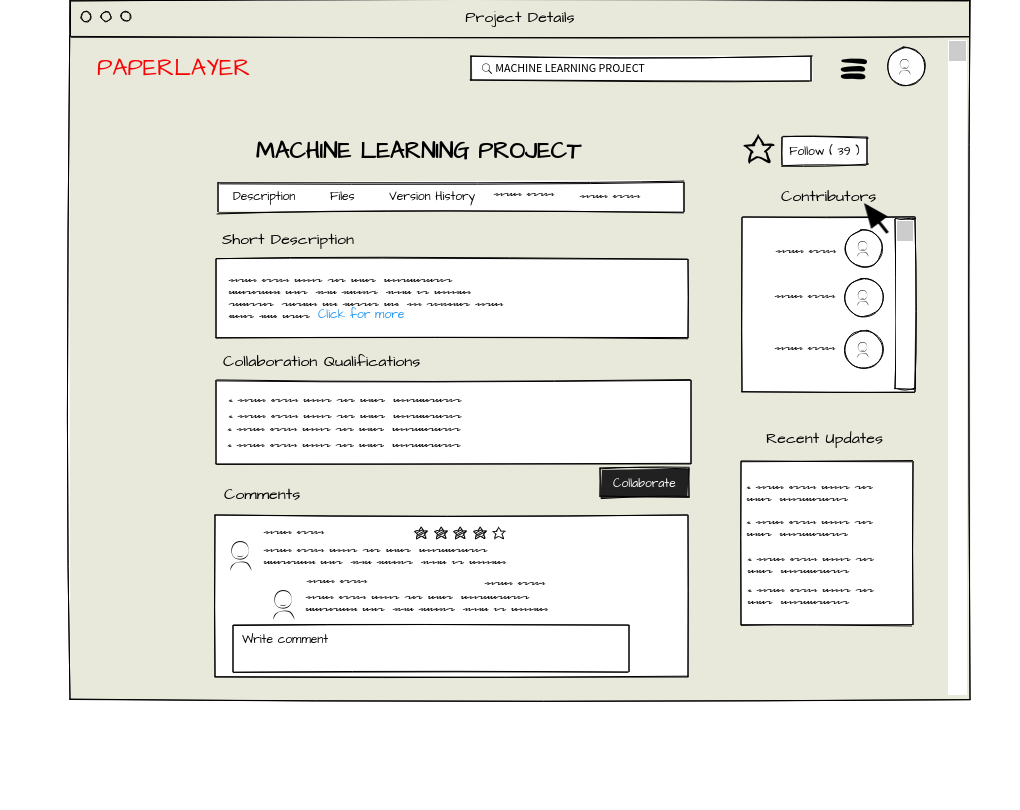 Project Details
PAPERLAYER
MACHINE LEARNING PROJECT
MACHINE LEARNING PROJECT
Follow ( 39 )
Description Files Version History
Contributors
Short Description
Click for more
Collaboration Qualifications
Recent Updates
Collaborate
Comments
Write comment